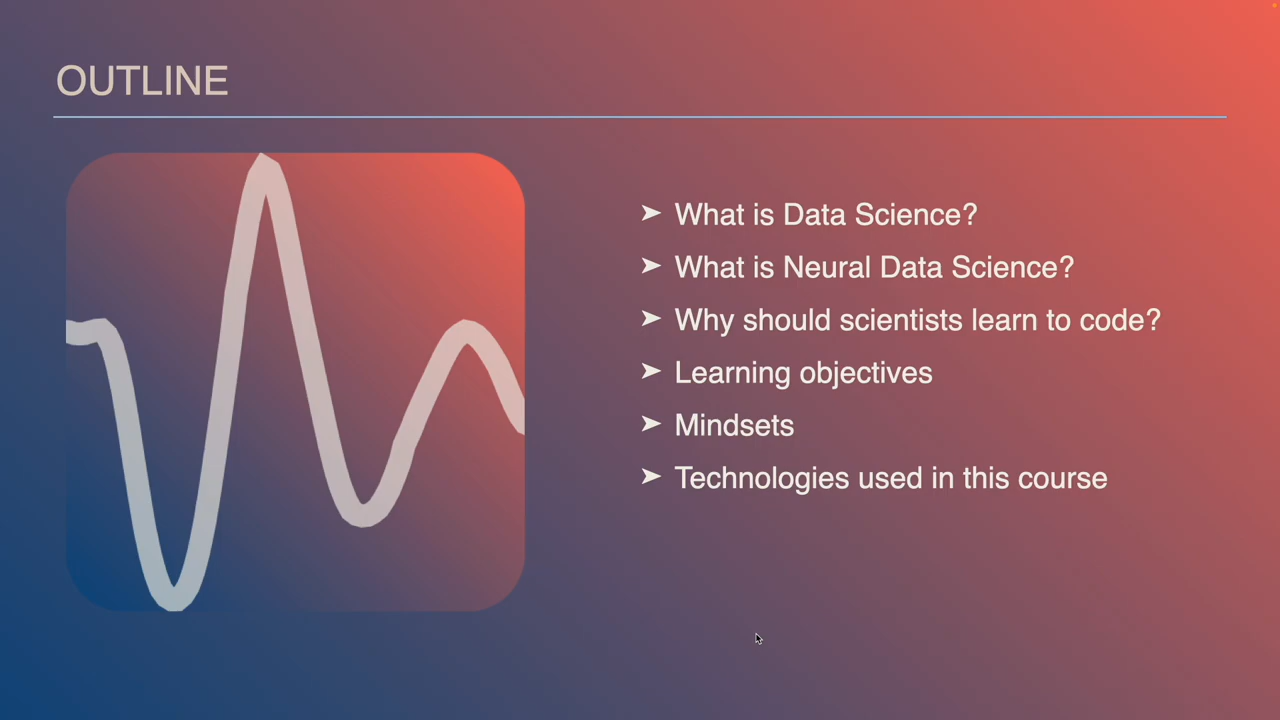 OUTLINE
➤ What is Data Science?
➤ What is Neural Data Science?
➤ Why should scientists learn to code?
➤ Learning objectives
➤ Mindsets
➤ Technologies used in this course